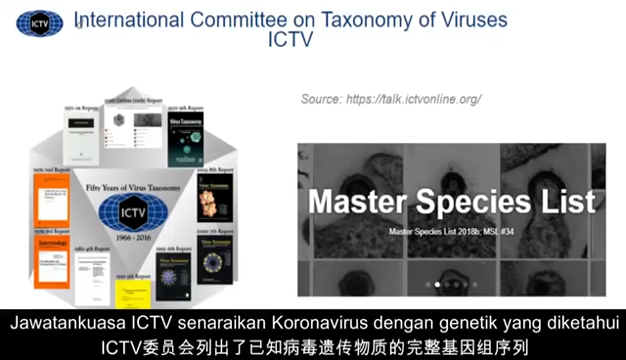 ICTV
International Committee on Taxonomy of Viruses
ICTV
Source: https://talk.ictvonline.org/
Fifty Years of Virus Taxonomy
ICTV
1966 - 2016
Virus Taxonomy
Master Species List
Master Species List 2018b; MSL #34
Jawatankuasa ICTV senaraikan Koronavirus dengan genetik yang diketahui
ICTV委员会列出了已知病毒遗传物质的完整基因组序列